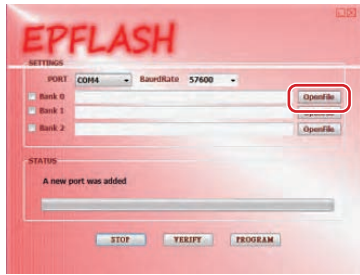 EPFLASH
SETTINGS
PORT COM4 BaurdRate 57600
Bank 0 OpenFile
Bank 1
Bank 2 OpenFile
STATUS
A new port was added
STOP VERIFY PROGRAM